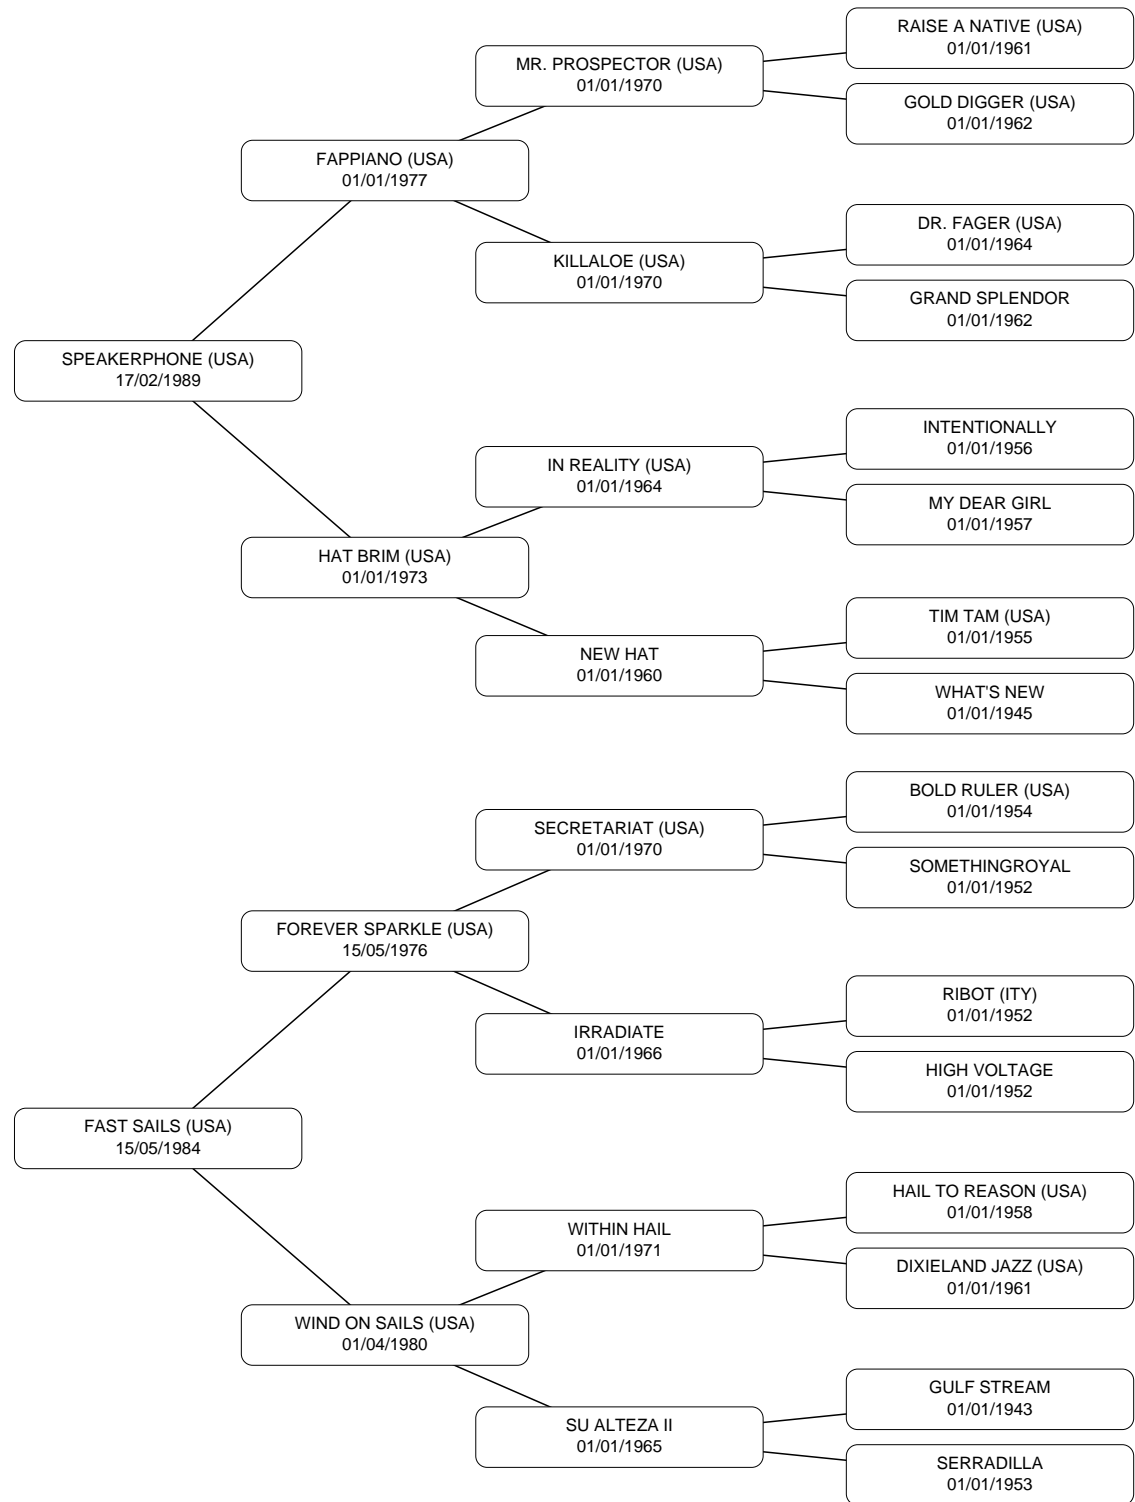 RAISE A NATIVE (USA)
01/01/1961
MR. PROSPECTOR (USA)
01/01/1970
GOLD DIGGER (USA)
01/01/1962
FAPPIANO (USA)
01/01/1977
DR. FAGER (USA)
01/01/1964
KILLALOE (USA)
01/01/1970
GRAND SPLENDOR
01/01/1962
SPEAKERPHONE (USA)
17/02/1989
INTENTIONALLY
01/01/1956
IN REALITY (USA)
01/01/1964
MY DEAR GIRL
01/01/1957
HAT BRIM (USA)
01/01/1973
TIM TAM (USA)
01/01/1955
NEW HAT
01/01/1960
WHAT'S NEW
01/01/1945
BOLD RULER (USA)
01/01/1954
SECRETARIAT (USA)
01/01/1970
SOMETHINGROYAL
01/01/1952
FOREVER SPARKLE (USA)
15/05/1976
RIBOT (ITY)
01/01/1952
IRRADIATE
01/01/1966
HIGH VOLTAGE
01/01/1952
FAST SAILS (USA)
15/05/1984
HAIL TO REASON (USA)
01/01/1958
WITHIN HAIL
01/01/1971
DIXIELAND JAZZ (USA)
01/01/1961
WIND ON SAILS (USA)
01/04/1980
GULF STREAM
01/01/1943
SU ALTEZA II
01/01/1965
SERRADILLA
01/01/1953